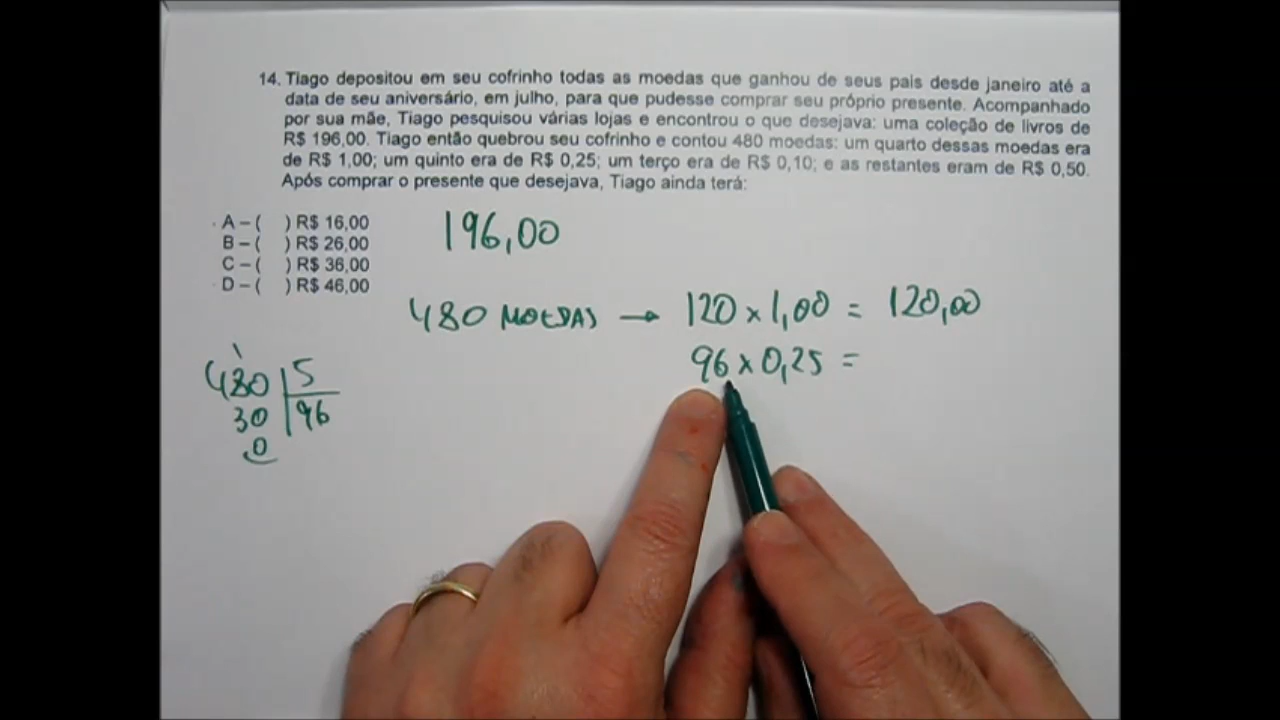 14. Tiago depositou em seu cofrinho todas as moedas que ganhou de seus pais desde janeiro até a
data de seu aniversário, em julho, para que pudesse comprar seu próprio presente. Acompanhado
por sua mãe, Tiago pesquisou várias lojas e encontrou o que desejava: uma coleção de livros de
R$ 196,00. Tiago então quebrou seu cofrinho e contou 480 moedas: um quarto dessas moedas era
de R$ 1,00; um quinto era de R$ 0,25; um terço era de R$ 0,10; e as restantes eram de R$ 0,50.
Após comprar o presente que desejava, Tiago ainda terá:
A – ( ) R$ 16,00
B – ( ) R$ 26,00
C – ( ) R$ 36,00
D – ( ) R$ 46,00
196,00
480 MOEDAS → 120 x 1,00 = 120,00
96 x 0,25 =
480 5
30 96
0